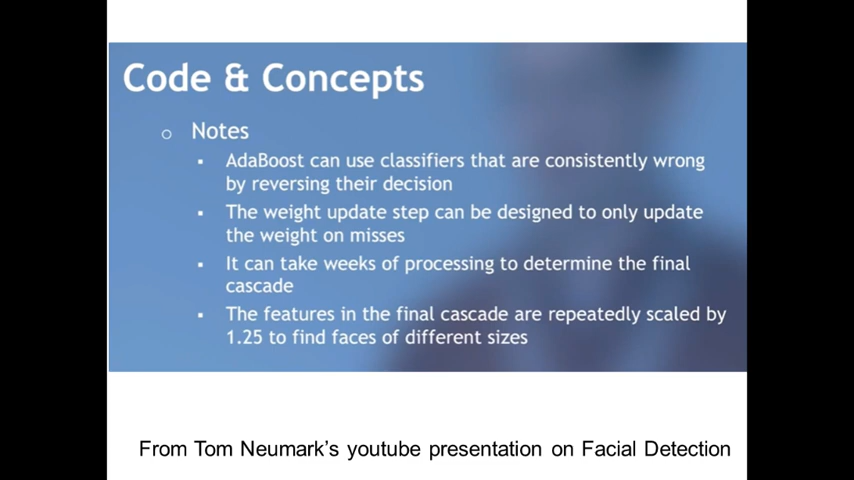 Code & Concepts
Notes
AdaBoost can use classifiers that are consistently wrong
by reversing their decision
The weight update step can be designed to only update
the weight on misses
It can take weeks of processing to determine the final
cascade
The features in the final cascade are repeatedly scaled by
1.25 to find faces of different sizes
From Tom Neumark's youtube presentation on Facial Detection